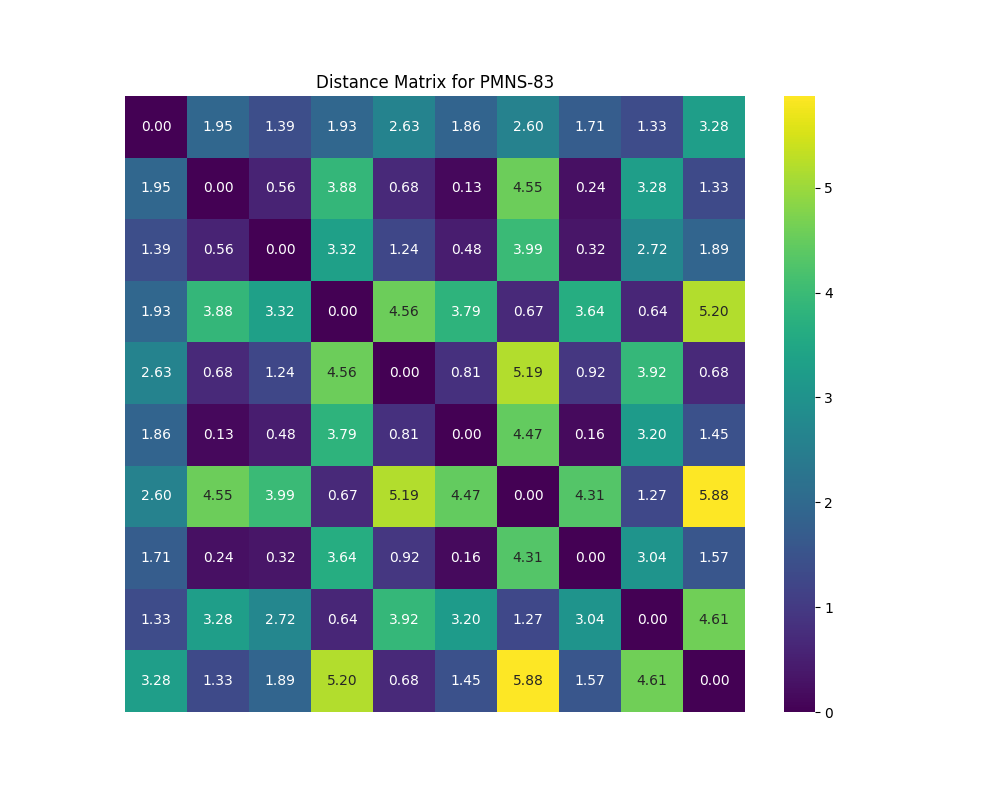 Distance Matrix for PMNS-83
0.00 1.95 1.39 1.93 2.63 1.86 2.60 1.71 1.33 3.28
1.95 0.00 0.56 3.88 0.68 0.13 4.55 0.24 3.28 1.33
1.39 0.56 0.00 3.32 1.24 0.48 3.99 0.32 2.72 1.89
1.93 3.88 3.32 0.00 4.56 3.79 0.67 3.64 0.64 5.20
2.63 0.68 1.24 4.56 0.00 0.81 5.19 0.92 3.92 0.68
1.86 0.13 0.48 3.79 0.81 0.00 4.47 0.16 3.20 1.45
2.60 4.55 3.99 0.67 5.19 4.47 0.00 4.31 1.27 5.88
1.71 0.24 0.32 3.64 0.92 0.16 4.31 0.00 3.04 1.57
1.33 3.28 2.72 0.64 3.92 3.20 1.27 3.04 0.00 4.61
3.28 1.33 1.89 5.20 0.68 1.45 5.88 1.57 4.61 0.00
5
4
3
2
1
0